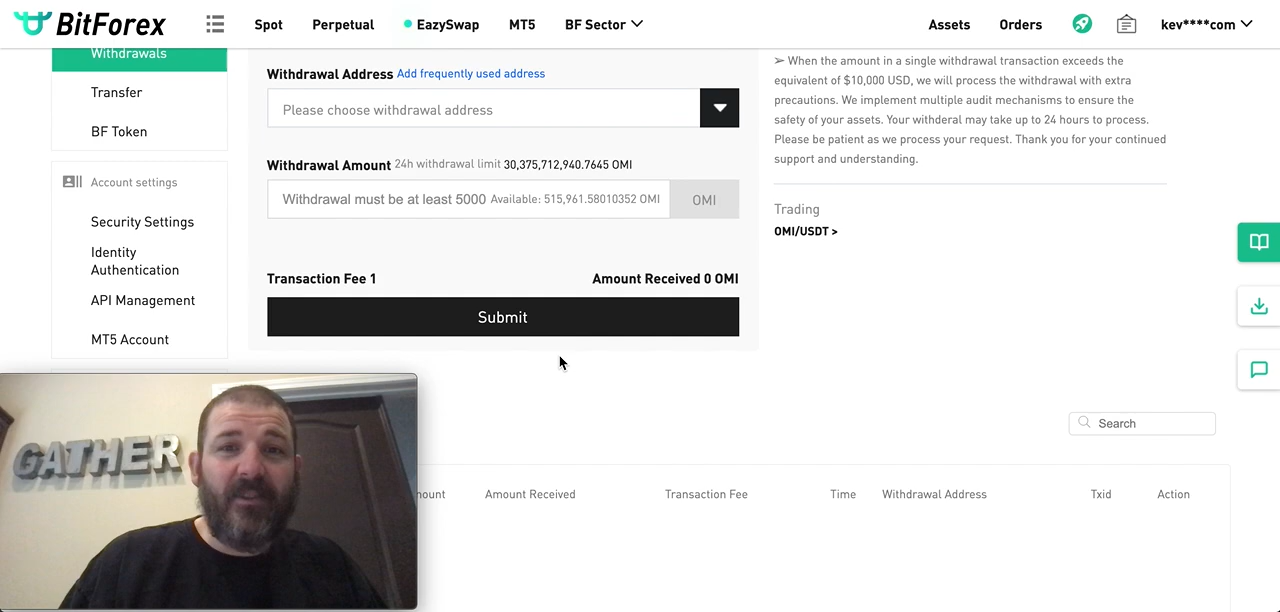 BitForex
Spot
Perpetual
EazySwap
MT5
BF Sector
Assets
Orders
kev****com
Withdrawals
Transfer
BF Token
Account settings
Security Settings
Identity
Authentication
API Management
MT5 Account
Withdrawal Address Add frequently used address
Please choose withdrawal address
Withdrawal Amount 24h withdrawal limit 30,375,712,940.7645 OMI
Withdrawal must be at least 5000 Available: 515,961.58010352 OMI OMI
Transaction Fee 1 Amount Received 0 OMI
Submit
➢ When the amount in a single withdrawal transaction exceeds the
equivalent of $10,000 USD, we will process the withdrawal with extra
precautions. We implement multiple audit mechanisms to ensure the
safety of your assets. Your withderal may take up to 24 hours to process.
Please be patient as we process your request. Thank you for your continued
support and understanding.
Trading
OMI/USDT >
Search
Amount Received Transaction Fee Time Withdrawal Address Txid Action
GATHER